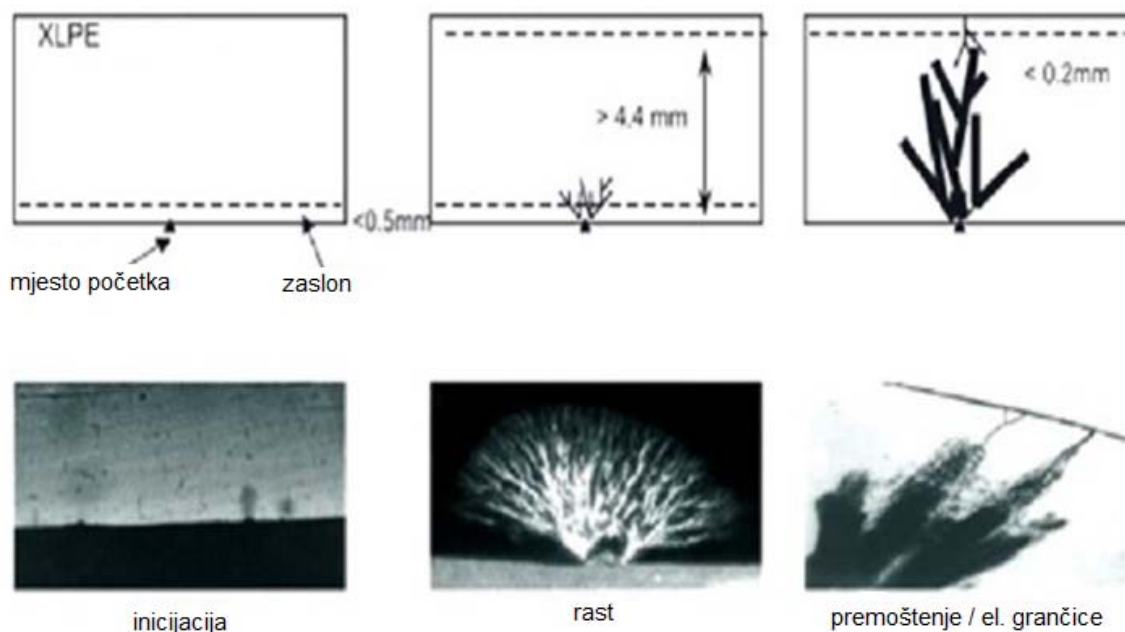 XLPE
> 4.4 mm
< 0.2mm
<0.5mm
mjesto početka
zaslon
inicijacija
rast
premoštenje / el. grančice